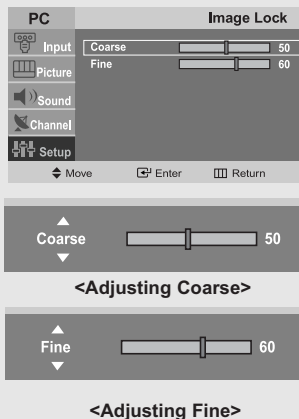 PC Image Lock
Input
Coarse 50
Fine 60
Picture
Sound
Channel
Setup
Move Enter Return
Coarse 50
<Adjusting Coarse>
Fine 60
<Adjusting Fine>